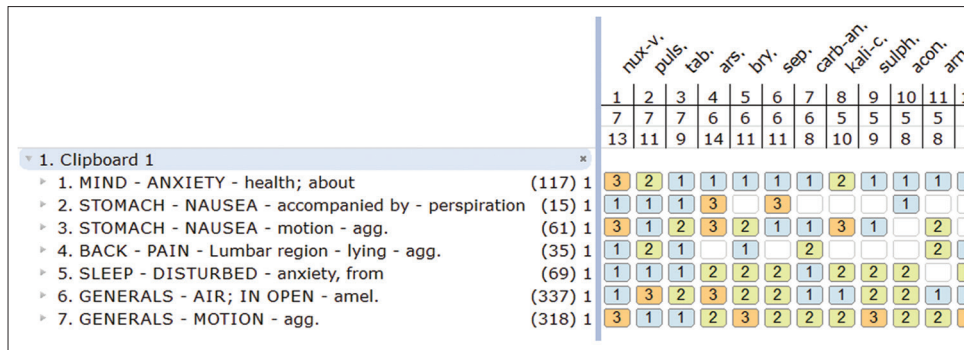 nux-v. puls. tab. ars. bry. sep. carb-an. kali-c. sulph. acon. arn
1 2 3 4 5 6 7 8 9 10 11
7 7 7 6 6 6 6 5 5 5 5
13 11 9 14 11 11 8 10 9 8 8
1. Clipboard 1 x
1. MIND - ANXIETY - health; about (117) 1 3 2 1 1 1 1 1 2 1 1 1
2. STOMACH - NAUSEA - accompanied by - perspiration (15) 1 1 1 1 3 3 1
3. STOMACH - NAUSEA - motion - agg. (61) 1 3 1 2 3 2 1 1 3 1 2
4. BACK - PAIN - Lumbar region - lying - agg. (35) 1 1 2 1 1 2 2
5. SLEEP - DISTURBED - anxiety, from (69) 1 1 1 1 2 2 2 1 2 2 2
6. GENERALS - AIR; IN OPEN - amel. (337) 1 1 3 2 3 2 2 1 1 2 2 1
7. GENERALS - MOTION - agg. (318) 1 3 1 1 2 3 2 2 2 3 2 2